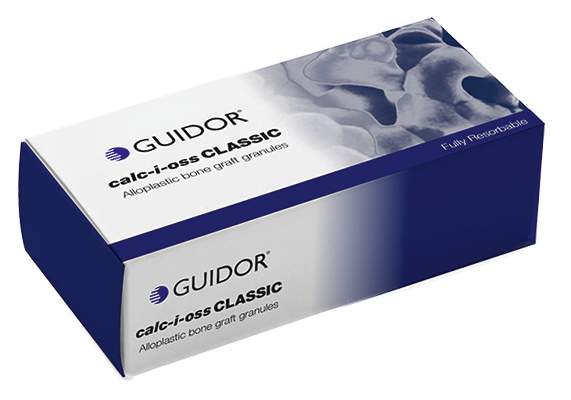 GUIDOR®
calc-i-oss CLASSIC
Alloplastic bone graft granules
Fully Resorbable
GUIDOR®
calc-i-oss CLASSIC
Alloplastic bone graft granules